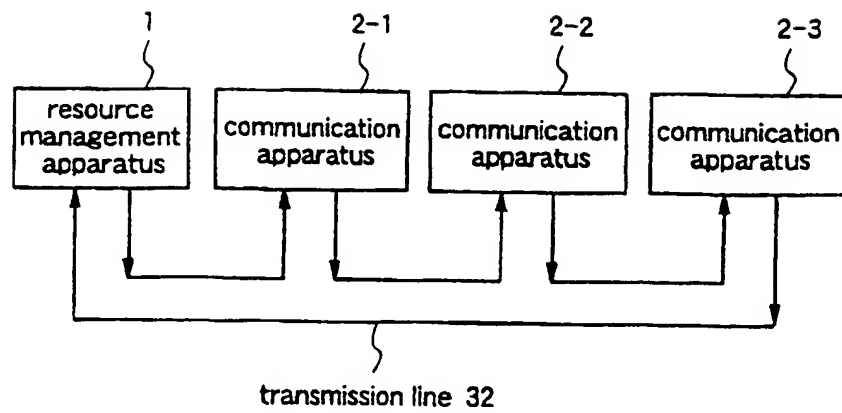 1
2-1
2-2
2-3
resource
management
apparatus
communication
apparatus
communication
apparatus
communication
apparatus
transmission line 32